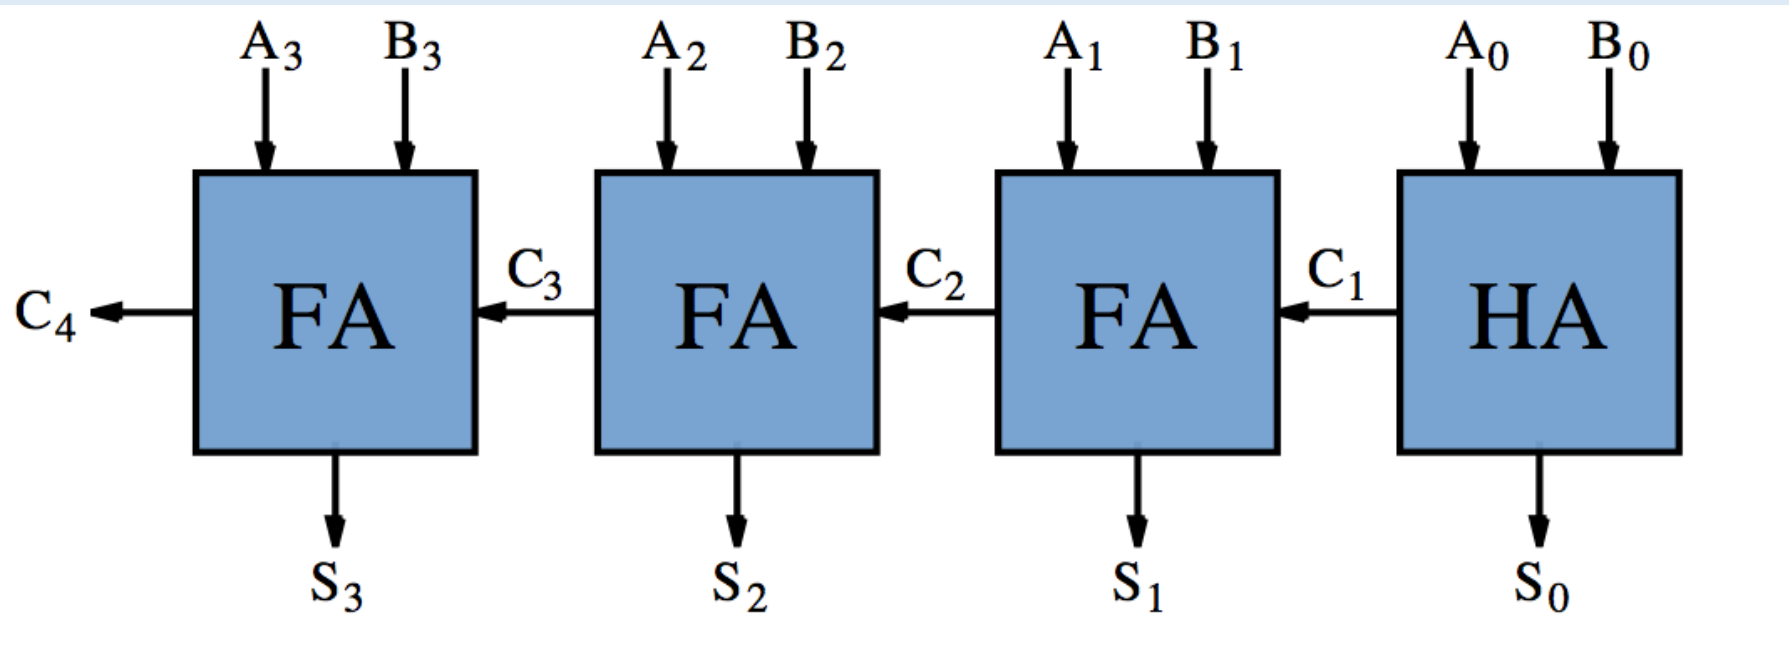 A₃ B₃ A₂ B₂ A₁ B₁ A₀ B₀
C₄ FA C₃ FA C₂ FA C₁ HA
S₃ S₂ S₁ S₀